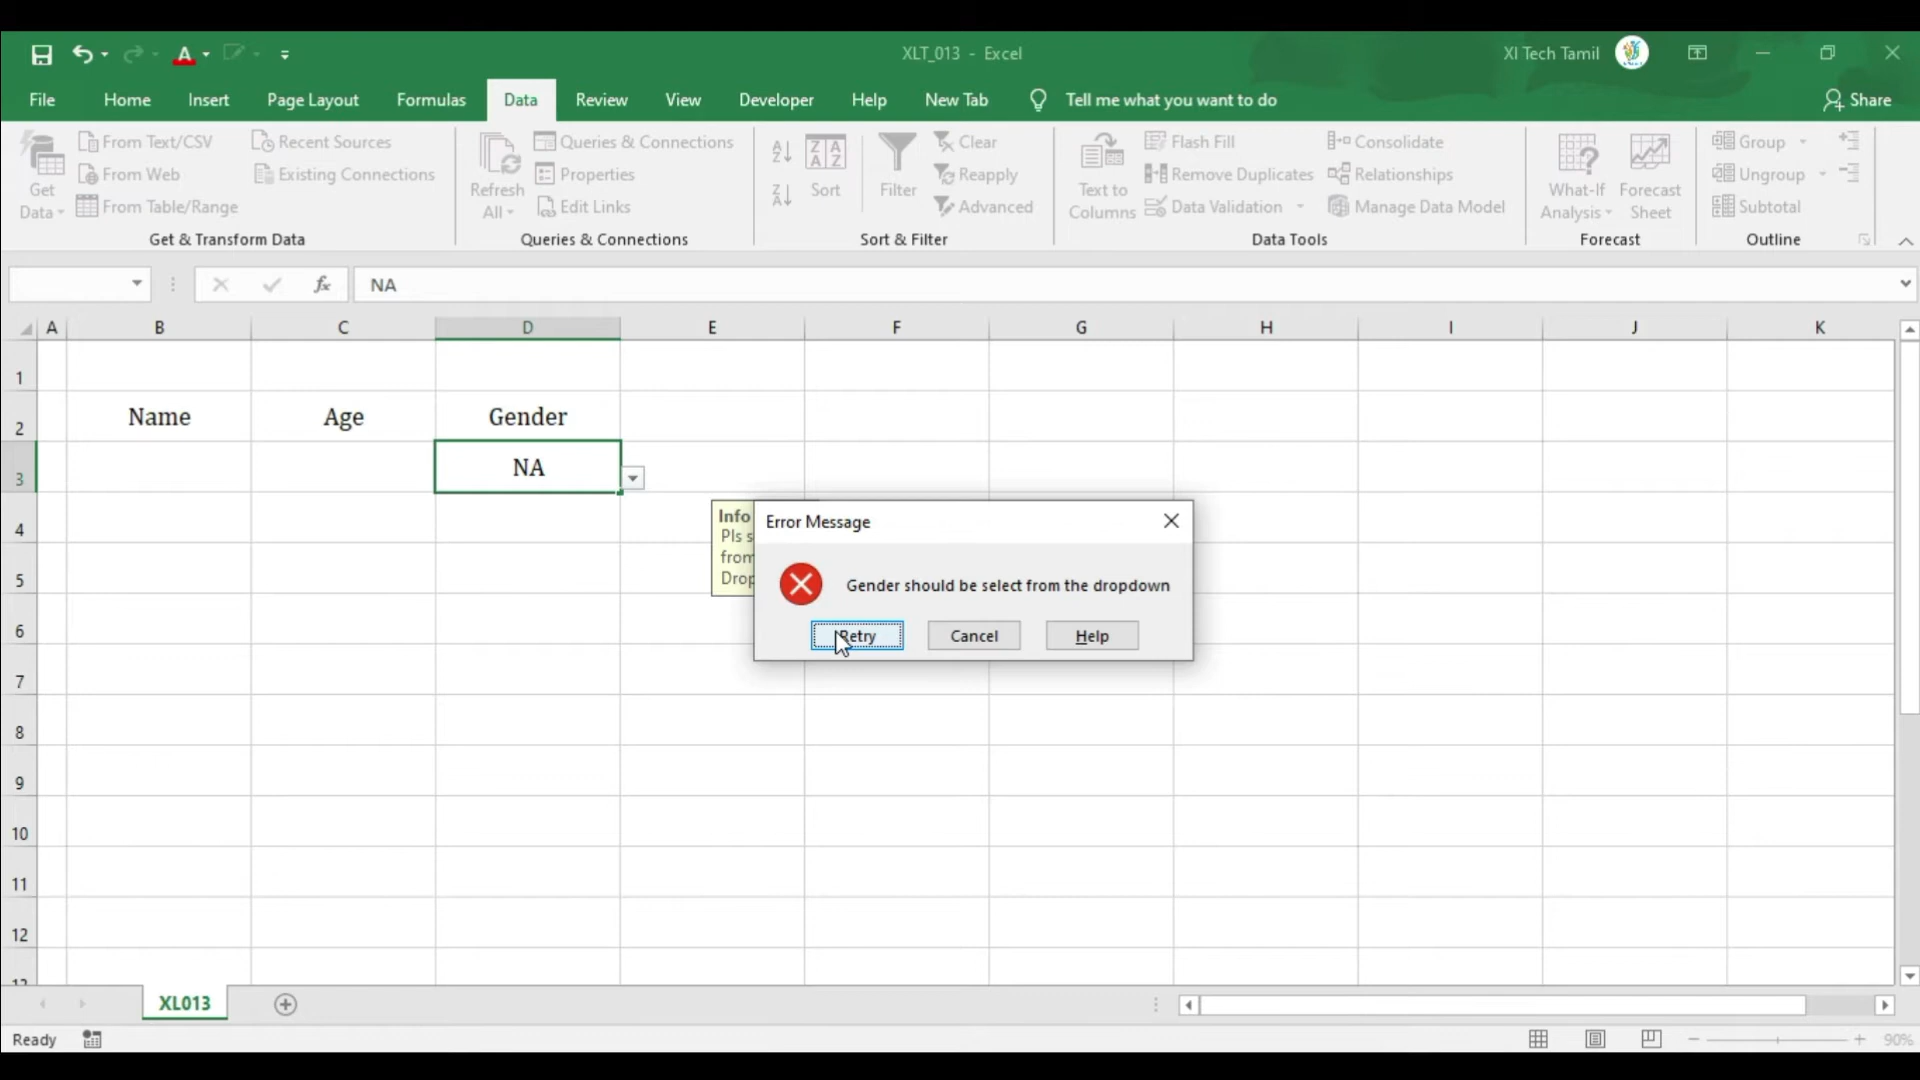 XLT_013 - Excel
XI Tech Tamil
File Home Insert Page Layout Formulas Data Review View Developer Help New Tab Tell me what you want to do Share
Get Data
From Text/CSV
From Web
From Table/Range
Recent Sources
Existing Connections
Get & Transform Data
Refresh All
Queries & Connections
Properties
Edit Links
Queries & Connections
Sort
Filter
Clear
Reapply
Advanced
Sort & Filter
Text to Columns
Flash Fill
Remove Duplicates
Data Validation
Consolidate
Relationships
Manage Data Model
Data Tools
What-If Analysis
Forecast Sheet
Forecast
Group
Ungroup
Subtotal
Outline
fx NA
A B C D E F G H I J K
1
2 Name Age Gender
3 NA
4
5
6
7
8
9
10
11
12
Info
Pls
from
Error Message
Gender should be select from the dropdown
Retry Cancel Help
XL013
Ready
90%